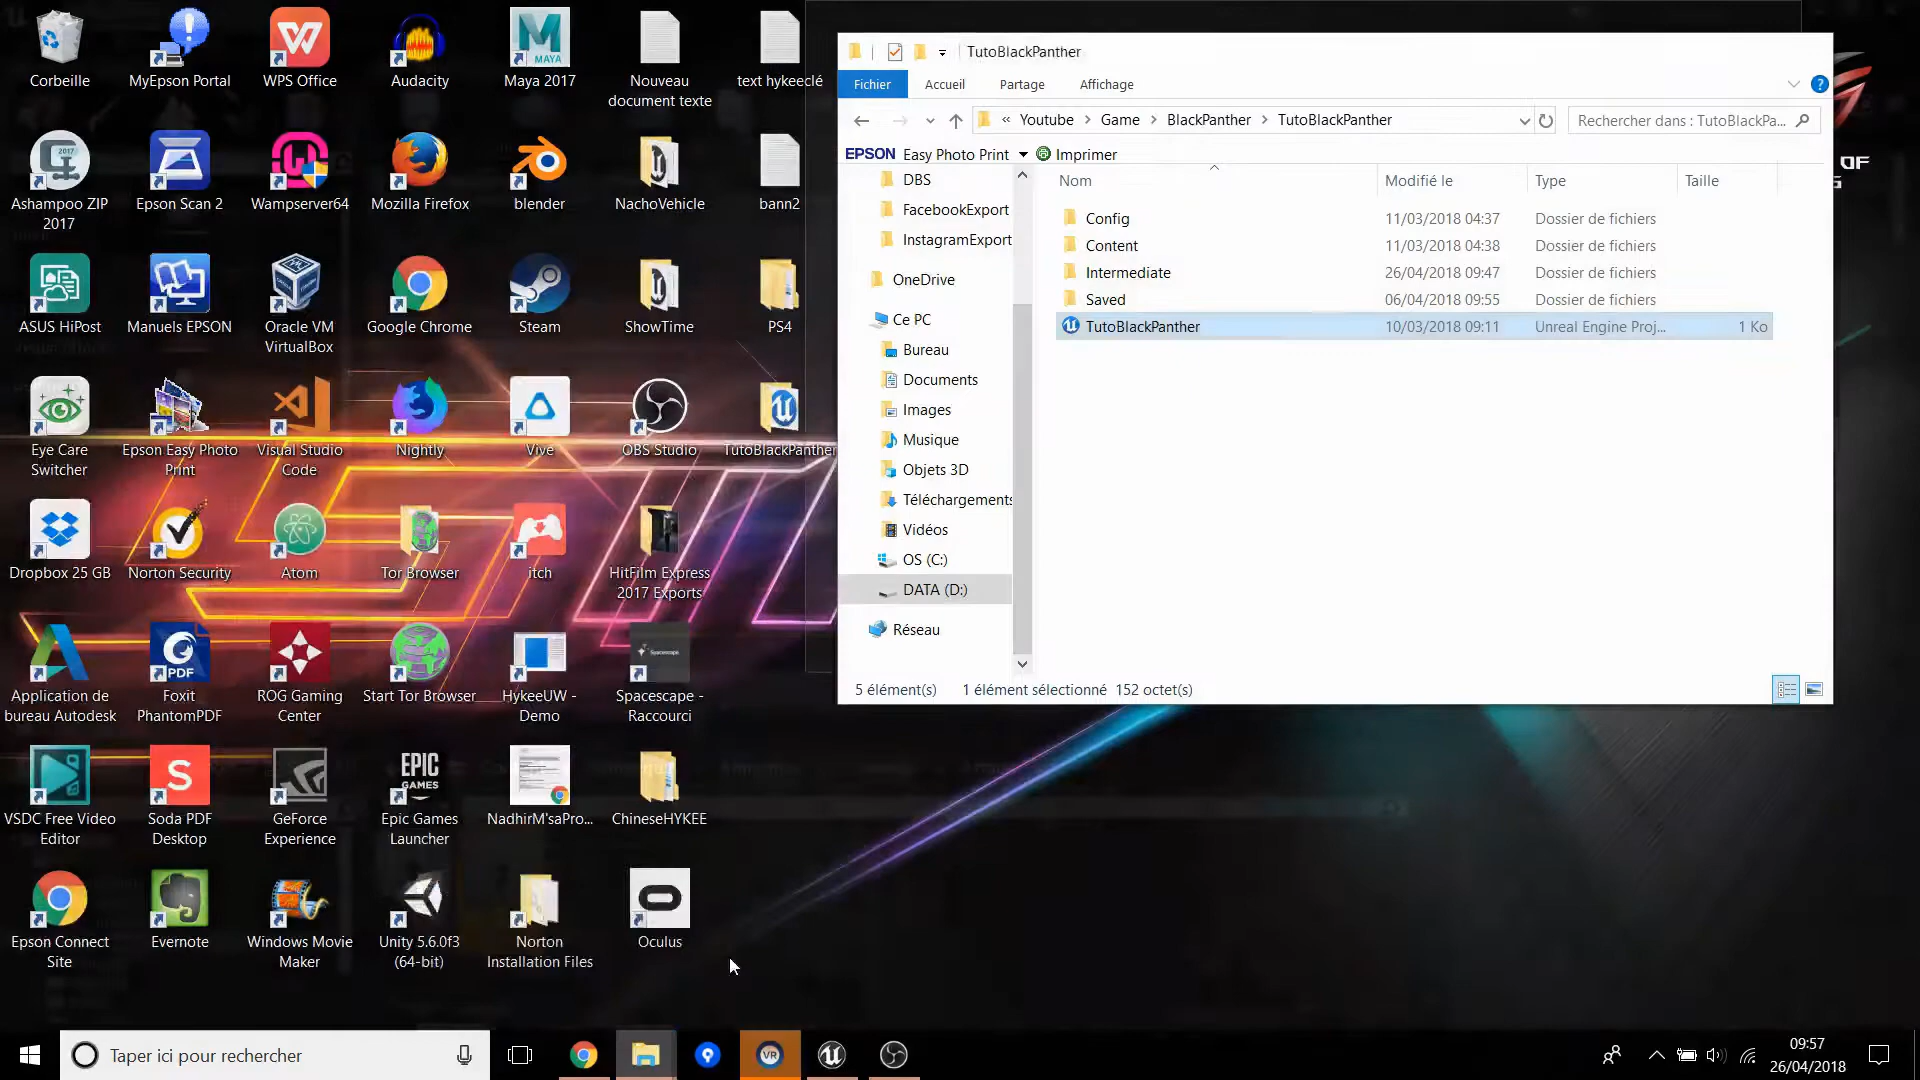 Corbeille
MyEpson Portal
WPS Office
Audacity
Maya 2017
MAYA
Nouveau
document texte
text hykeeclé
Ashampoo ZIP
2017
Epson Scan 2
Wampserver64
Mozilla Firefox
blender
NachoVehicle
bann2
ASUS HiPost
Manuels EPSON
Oracle VM
VirtualBox
Google Chrome
Steam
ShowTime
PS4
Eye Care
Switcher
Epson Easy Photo
Print
Visual Studio
Code
Nightly
Vive
OBS Studio
TutoBlackPanther
Dropbox 25 GB
Norton Security
Atom
Tor Browser
itch
HitFilm Express
2017 Exports
Application de
bureau Autodesk
PDF
Foxit
PhantomPDF
ROG Gaming
Center
Start Tor Browser
HykeeUW -
Demo
Spacescape
Spacescape -
Raccourci
VSDC Free Video
Editor
Soda PDF
Desktop
GeForce
Experience
EPIC
GAMES
Epic Games
Launcher
NadhirM'saPro...
ChineseHYKEE
Epson Connect
Site
Evernote
Windows Movie
Maker
Unity 5.6.0f3
(64-bit)
Norton
Installation Files
Oculus
TutoBlackPanther
Fichier
Accueil
Partage
Affichage
?
« Youtube > Game > BlackPanther > TutoBlackPanther
Rechercher dans : TutoBlackPa...
EPSON Easy Photo Print
Imprimer
DBS
FacebookExport
InstagramExport
OneDrive
Ce PC
Bureau
Documents
Images
Musique
Objets 3D
Téléchargements
Vidéos
OS (C:)
DATA (D:)
Réseau
Nom Modifié le Type Taille
Config 11/03/2018 04:37 Dossier de fichiers
Content 11/03/2018 04:38 Dossier de fichiers
Intermediate 26/04/2018 09:47 Dossier de fichiers
Saved 06/04/2018 09:55 Dossier de fichiers
TutoBlackPanther 10/03/2018 09:11 Unreal Engine Proj... 1 Ko
5 élément(s) 1 élément sélectionné 152 octet(s)
OF
Taper ici pour rechercher
VR
09:57
26/04/2018